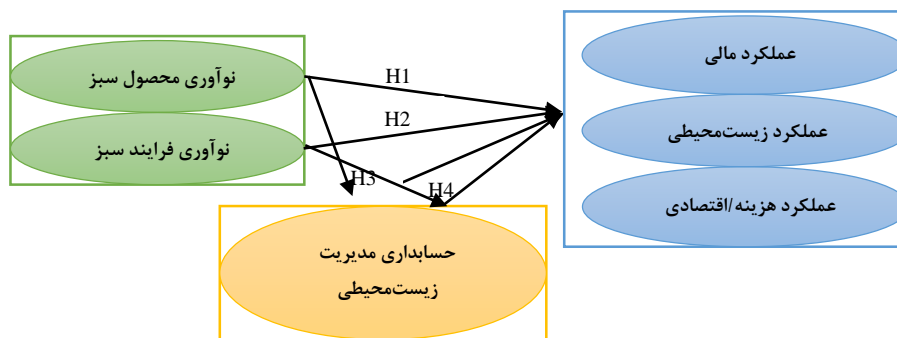 عملکرد مالی
نوآوری محصول سبز
H1
H2
عملکرد زیست‌محیطی
نوآوری فرایند سبز
H3
H4
عملکرد هزینه/اقتصادی
حسابداری مدیریت
زیست‌محیطی